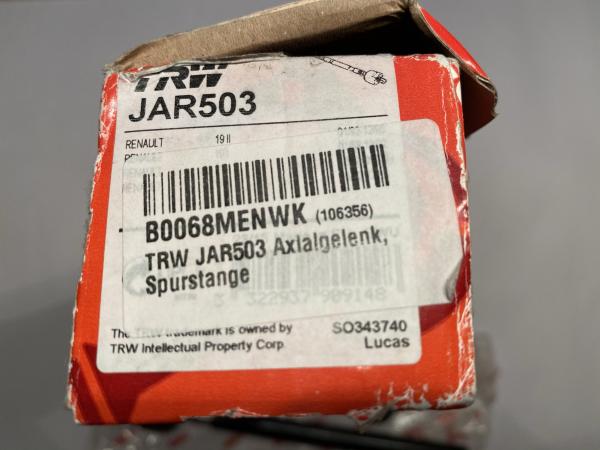 TRW
JAR503
RENAULT 19 II
B0068MENWK (106356)
TRW JAR503 Axialgelenk,
Spurstange
3 322937 909148
The TRW trademark is owned by
TRW Intellectual Property Corp
SO343740
Lucas